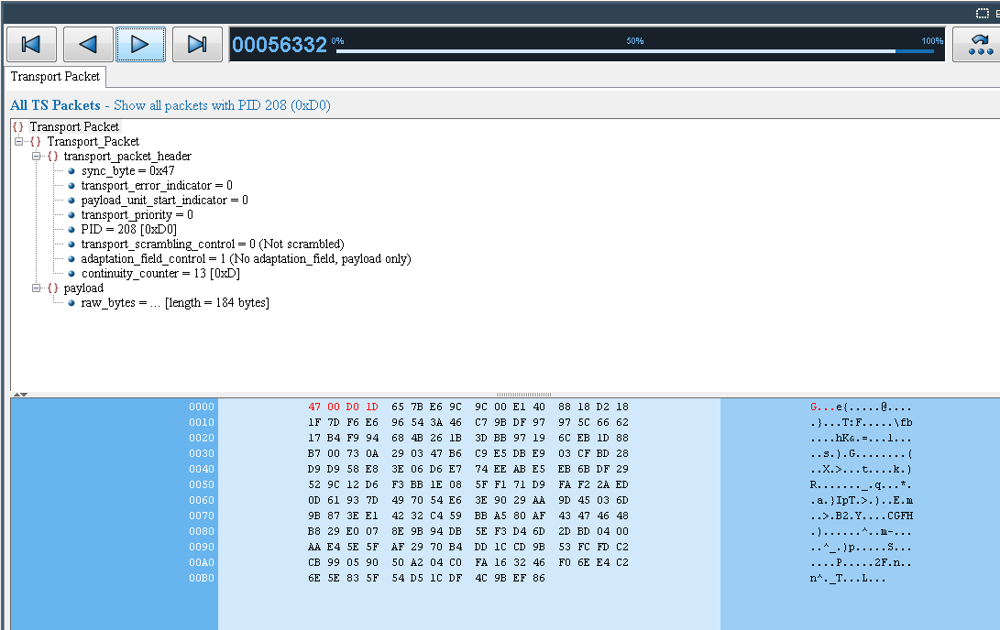 00056332 0% 50% 100%
Transport Packet
All TS Packets - Show all packets with PID 208 (0xD0)
{} Transport Packet
{} Transport_Packet
{} transport_packet_header
sync_byte = 0x47
transport_error_indicator = 0
payload_unit_start_indicator = 0
transport_priority = 0
PID = 208 [0xD0]
transport_scrambling_control = 0 (Not scrambled)
adaptation_field_control = 1 (No adaptation_field, payload only)
continuity_counter = 13 [0xD]
{} payload
raw_bytes = ... [length = 184 bytes]
0000 47 00 D0 1D 65 7B E6 9C 9C 00 E1 40 88 18 D2 18 G...e{.....@....
0010 1F 7D F6 E6 96 54 3A 46 C7 9B DF 97 97 5C 66 62 .}...T:F.....\fb
0020 17 B4 F9 94 68 4B 26 1B 3D BB 97 19 6C EB 1D 88 ....hK&.=...l...
0030 B7 00 73 0A 29 03 47 B6 C9 E5 DB E9 03 CF BD 28 ..s.).G........(
0040 D9 D9 58 E8 3E 06 D6 E7 74 EE AB E5 EB 6B DF 29 ..X.>...t....k.)
0050 52 9C 12 D6 F3 BB 1E 08 5F F1 71 D9 FA F2 2A ED R......._.q...*.
0060 0D 61 93 7D 49 70 54 E6 3E 90 29 AA 9D 45 03 6D .a.}IpT.>.)..E.m
0070 9B 87 3E E1 42 32 C4 59 BB A5 80 AF 43 47 46 48 ..>.B2.Y....CGFH
0080 B8 29 E0 07 8E 9B 94 DB 5E F3 D4 6D 2D BD 04 00 .)......^..m-...
0090 AA E4 5E 5F AF 29 70 B4 DD 1C CD 9B 53 FC FD C2 ..^_.)p.....S...
00A0 CB 99 05 90 50 A2 04 C0 FA 16 32 46 F0 6E E4 C2 ....P.....2F.n..
00B0 6E 5E 83 5F 54 D5 1C DF 4C 9B EF 86 n^._T...L...